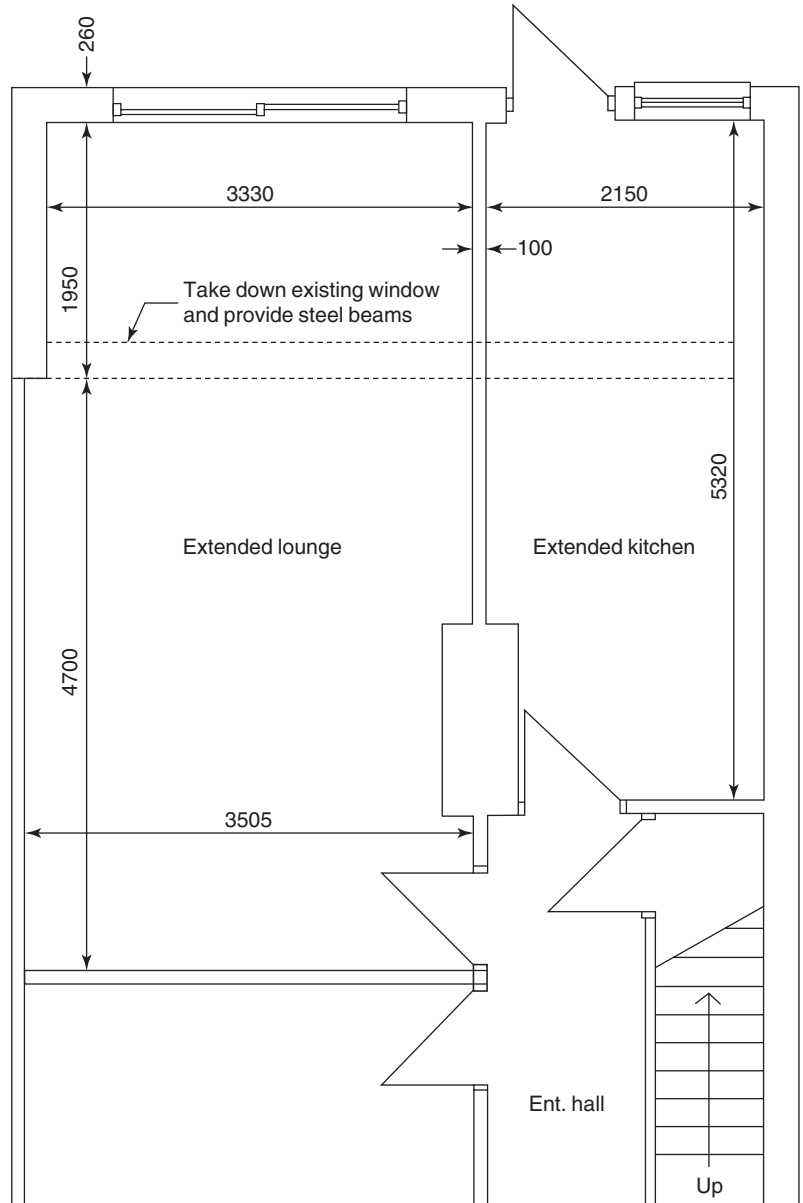 260
3330
2150
100
1950
Take down existing window
and provide steel beams
5320
Extended lounge
Extended kitchen
4700
3505
Ent. hall
Up